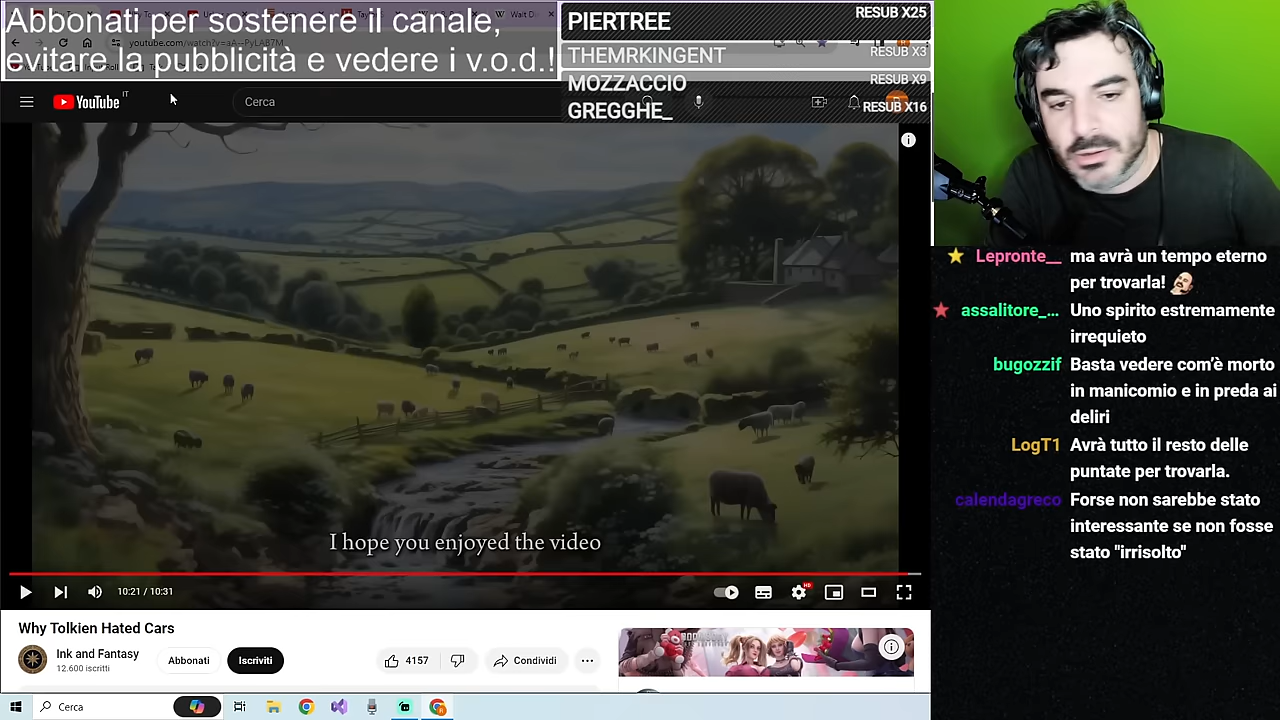 Abbonati per sostenere il canale,
evitare la pubblicità e vedere i v.o.d.!
PIERTREE RESUB X25
THEMRKINGENT RESUB X3
MOZZACCIO RESUB X9
GREGGHE_ RESUB X16
YouTube IT
Cerca
I hope you enjoyed the video
10:21 / 10:31
HD
Why Tolkien Hated Cars
Ink and Fantasy
12.600 iscritti
Abbonati
Iscriviti
4157
Condividi
Cerca
Lepronte__ ma avrà un tempo eterno
per trovarla!
assalitore_... Uno spirito estremamente
irrequieto
bugozzif Basta vedere com'è morto
in manicomio e in preda ai
deliri
LogT1 Avrà tutto il resto delle
puntate per trovarla.
calendagreco Forse non sarebbe stato
interessante se non fosse
stato "irrisolto"